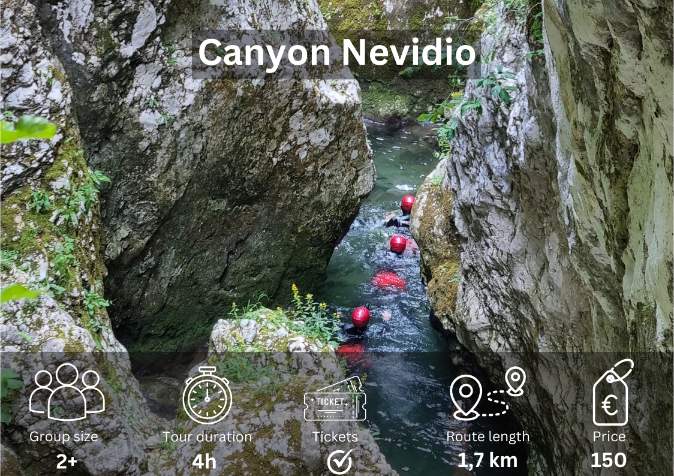 Canyon Nevidio
TICKET
€
Group size
Tour duration
Tickets
Route length
Price
2+
4h
1,7 km
150